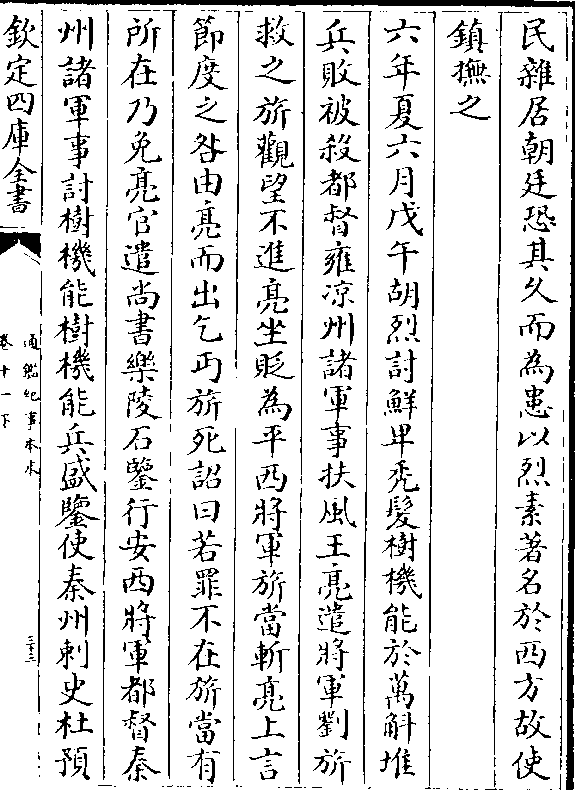 民雜居朝廷恐其久而為患以烈素著名於西方故使
鎮撫之
六年夏六月戊午胡烈討鮮卑禿髮樹機能於萬斛堆
兵敗被殺都督雍涼州諸軍事扶風王亮遣將軍劉旂
救之旂觀望不進亮坐貶為平西將軍旂當斬亮上言
節度之咎由亮而出乞丐旂死詔曰若罪不在旂當有
所在乃免亮官遣尚書樂陵石鑒行安西將軍都督秦
州諸軍事討樹機能樹機能兵盛鑒使秦州刺史杜預
欽定四庫全書
通鑑紀事本末
卷十一下
三十三